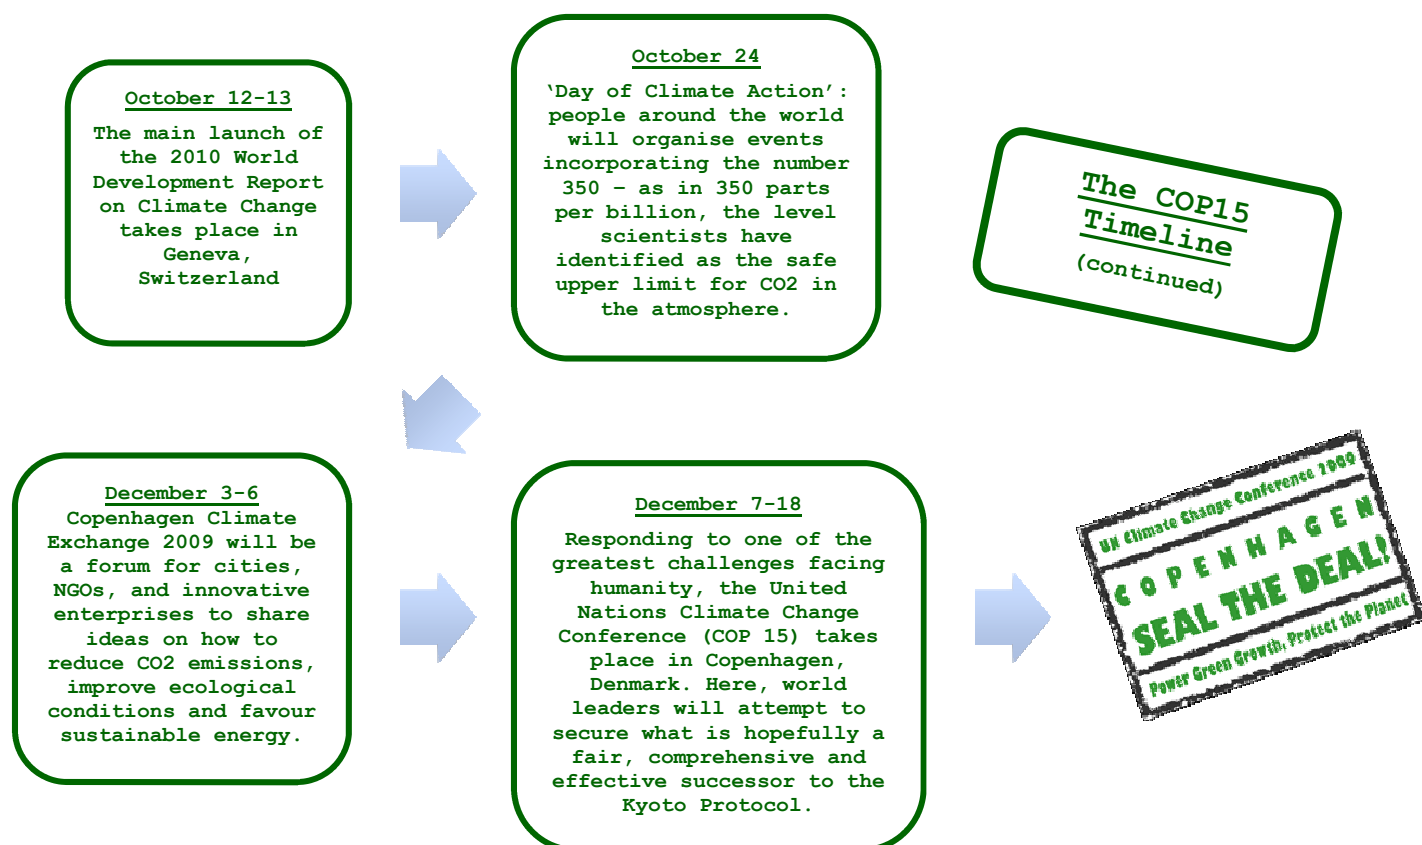 October 12-13
The main launch of
the 2010 World
Development Report
on Climate Change
takes place in
Geneva,
Switzerland
October 24
‘Day of Climate Action’:
people around the world
will organise events
incorporating the number
350 – as in 350 parts
per billion, the level
scientists have
identified as the safe
upper limit for CO2 in
the atmosphere.
The COP15
Timeline
(continued)
December 3-6
Copenhagen Climate
Exchange 2009 will be
a forum for cities,
NGOs, and innovative
enterprises to share
ideas on how to
reduce CO2 emissions,
improve ecological
conditions and favour
sustainable energy.
December 7-18
Responding to one of the
greatest challenges facing
humanity, the United
Nations Climate Change
Conference (COP 15) takes
place in Copenhagen,
Denmark. Here, world
leaders will attempt to
secure what is hopefully a
fair, comprehensive and
effective successor to the
Kyoto Protocol.
UN Climate Change Conference 2009
COPENHAGEN
SEAL THE DEAL!
Power Green Growth, Protect the Planet